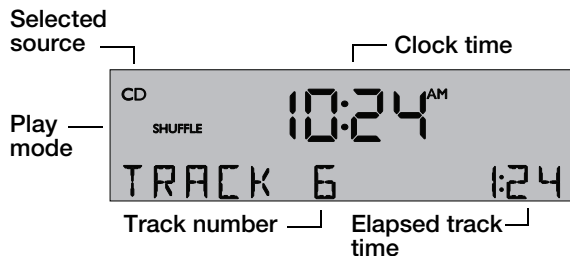 Selected
source
Clock time
CD
10:24 AM
Play
mode
SHUFFLE
TRACK 6 1:24
Track number
Elapsed track
time